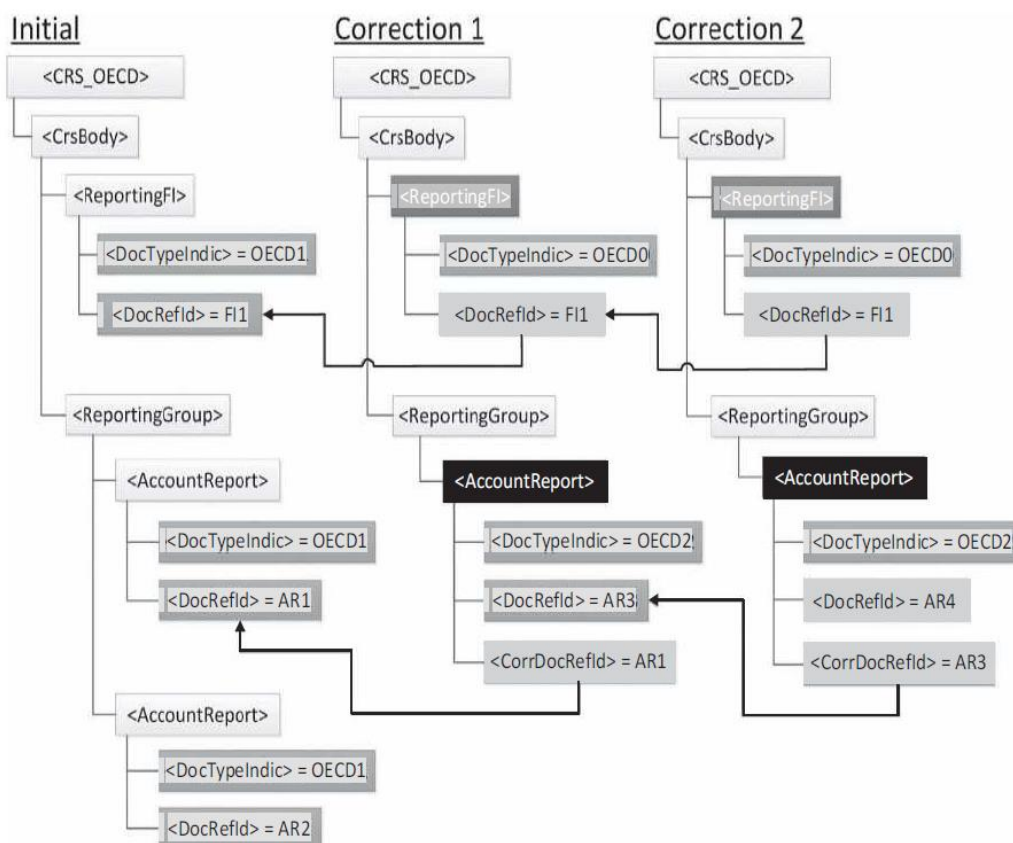 Initial
<CRS_OECD>
<CrsBody>
<ReportingFI>
<DocTypeIndic> = OECD1
<DocRefId> = FI1
<ReportingGroup>
<AccountReport>
<DocTypeIndic> = OECD1
<DocRefId> = AR1
<AccountReport>
<DocTypeIndic> = OECD1
<DocRefId> = AR2
Correction 1
<CRS_OECD>
<CrsBody>
<ReportingFI>
<DocTypeIndic> = OECD0
<DocRefId> = FI1
<ReportingGroup>
<AccountReport>
<DocTypeIndic> = OECD2
<DocRefId> = AR3
<CorrDocRefId> = AR1
Correction 2
<CRS_OECD>
<CrsBody>
<ReportingFI>
<DocTypeIndic> = OECD0
<DocRefId> = FI1
<ReportingGroup>
<AccountReport>
<DocTypeIndic> = OECD2
<DocRefId> = AR4
<CorrDocRefId> = AR3